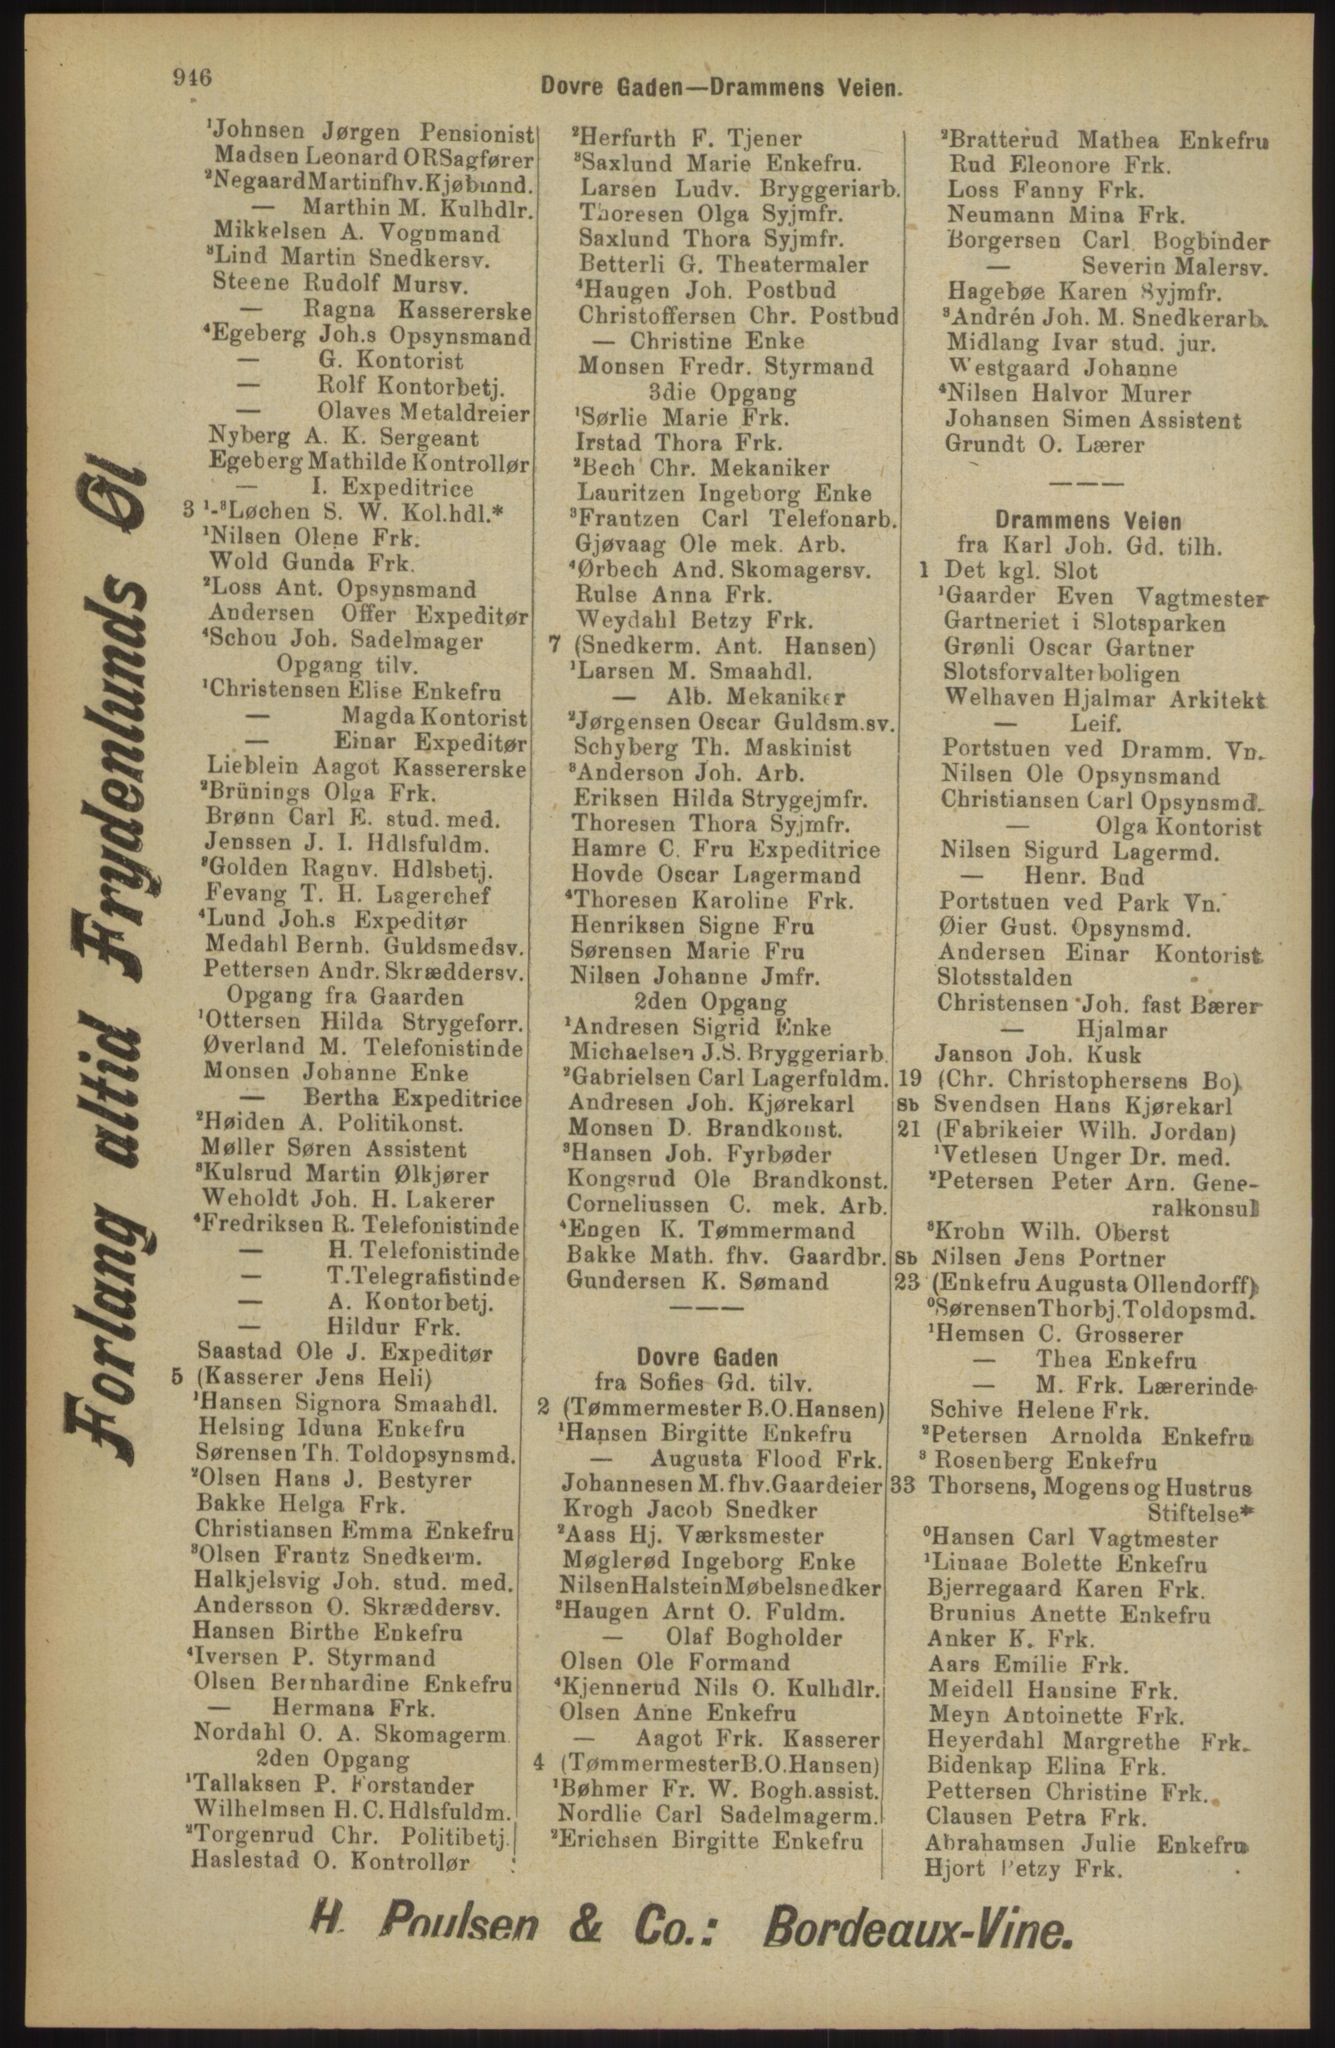 946
Dovre Gaden—Drammens Veien.
¹Johnsen Jørgen Pensionist
Madsen Leonard ORSagfører
²NegaardMartinfhv.Kjøbmnd.
— Marthin M. Kulhdlr.
Mikkelsen A. Vognmand
³Lind Martin Snedkersv.
Steene Rudolf Mursv.
— Ragna Kassererske
⁴Egeberg Joh.s Opsynsmand
— G. Kontorist
— Rolf Kontorbetj.
— Olaves Metaldreier
Nyberg A. K. Sergeant
Egeberg Mathilde Kontrollør
— I. Expeditrice
3 ¹-³Løchen S. W. Kol.hdl.*
¹Nilsen Olene Frk.
Wold Gunda Frk.
²Loss Ant. Opsynsmand
Andersen Offer Expeditør
⁴Schou Joh. Sadelmager
Opgang tilv.
¹Christensen Elise Enkefru
— Magda Kontorist
— Einar Expeditør
Lieblein Aagot Kassererske
²Brünings Olga Frk.
Brønn Carl E. stud. med.
Jenssen J. I. Hdlsfuldm.
³Golden Ragnv. Hdlsbetj.
Fevang T. H. Lagerchef
⁴Lund Joh.s Expeditør
Medahl Bernh. Guldsmedsv.
Pettersen Andr. Skræddersv.
Opgang fra Gaarden
¹Ottersen Hilda Strygeforr.
Øverland M. Telefonistinde
Monsen Johanne Enke
— Bertha Expeditrice
²Høiden A. Politikonst.
Møller Søren Assistent
³Kulsrud Martin Ølkjører
Weholdt Joh. H. Lakerer
⁴Fredriksen R. Telefonistinde
— H. Telefonistinde
— T.Telegrafistinde
— A. Kontorbetj.
— Hildur Frk.
Saastad Ole J. Expeditør
5 (Kasserer Jens Heli)
¹Hansen Signora Smaahdl.
Helsing Iduna Enkefru
Sørensen Th. Toldopsynsmd.
²Olsen Hans J. Bestyrer
Bakke Helga Frk.
Christiansen Emma Enkefru
³Olsen Frantz Snedkerm.
Halkjelsvig Joh. stud. med.
Andersson O. Skræddersv.
Hansen Birthe Enkefru
⁴Iversen P. Styrmand
Olsen Bernhardine Enkefru
— Hermana Frk.
Nordahl O. A. Skomagerm
2den Opgang
¹Tallaksen P. Forstander
Wilhelmsen H. C. Hdlsfuldm.
²Torgenrud Chr. Politibetj.
Haslestad O. Kontrollør
²Herfurth F. Tjener
³Saxlund Marie Enkefru.
Larsen Ludv. Bryggeriarb.
Thoresen Olga Syjmfr.
Saxlund Thora Syjmfr.
Betterli G. Theatermaler
⁴Haugen Joh. Postbud
Christoffersen Chr. Postbud
— Christine Enke
Monsen Fredr. Styrmand
3die Opgang
¹Sørlie Marie Frk.
Irstad Thora Frk.
²Bech Chr. Mekaniker
Lauritzen Ingeborg Enke
³Frantzen Carl Telefonarb.
Gjøvaag Ole mek. Arb.
⁴Ørbech And. Skomagersv.
Rulse Anna Frk.
Weydahl Betzy Frk.
7 (Snedkerm. Ant. Hansen)
¹Larsen M. Smaahdl.
— Alb. Mekaniker
²Jørgensen Oscar Guldsm.sv.
Schyberg Th. Maskinist
³Anderson Joh. Arb.
Eriksen Hilda Strygejmfr.
Thoresen Thora Syjmfr.
Hamre C. Fru Expeditrice
Hovde Oscar Lagermand
⁴Thoresen Karoline Frk.
Henriksen Signe Fru
Sørensen Marie Fru
Nilsen Johanne Jmfr.
2den Opgang
¹Andresen Sigrid Enke
Michaelsen J.S. Bryggeriarb.
²Gabrielsen Carl Lagerfuldm.
Andresen Joh. Kjørekarl
Monsen D. Brandkonst.
³Hansen Joh. Fyrbøder
Kongsrud Ole Brandkonst.
Corneliussen C. mek. Arb.
⁴Engen K. Tømmermand
Bakke Math. fhv. Gaardbr.
Gundersen K. Sømand
———
Dovre Gaden
fra Sofies Gd. tilv.
2 (Tømmermester B.O.Hansen)
¹Hansen Birgitte Enkefru
— Augusta Flood Frk.
Johannesen M. fhv.Gaardeier
Krogh Jacob Snedker
²Aass Hj. Værksmester
Møglerød Ingeborg Enke
NilsenHalsteinMøbelsnedker
³Haugen Arnt O. Fuldm.
— Olaf Bogholder
Olsen Ole Formand
⁴Kjennerud Nils O. Kulhdlr.
Olsen Anne Enkefru
— Aagot Frk. Kasserer
4 (TømmermesterB.O.Hansen)
¹Bøhmer Fr. W. Bogh.assist.
Nordlie Carl Sadelmagerm.
²Erichsen Birgitte Enkefru
²Bratterud Mathea Enkefru
Rud Eleonore Frk.
Loss Fanny Frk.
Neumann Mina Frk.
Borgersen Carl Bogbinder
— Severin Malersv.
Hagebøe Karen Syjmfr.
³Andrén Joh. M. Snedkerarb.
Midlang Ivar stud. jur.
Westgaard Johanne
⁴Nilsen Halvor Murer
Johansen Simen Assistent
Grundt O. Lærer
———
Drammens Veien
fra Karl Joh. Gd. tilh.
1 Det kgl. Slot
¹Gaarder Even Vagtmester
Gartneriet i Slotsparken
Grønli Oscar Gartner
Slotsforvalterboligen
Welhaven Hjalmar Arkitekt
— Leif.
Portstuen ved Dramm. Vn.
Nilsen Ole Opsynsmand
Christiansen Carl Opsynsmd.
— Olga Kontorist
Nilsen Sigurd Lagermd.
— Henr. Bud
Portstuen ved Park Vn.
Øier Gust. Opsynsmd.
Andersen Einar Kontorist
Slotsstalden
Christensen Joh. fast Bærer
— Hjalmar
Janson Joh. Kusk
19 (Chr. Christophersens Bo)
Sb Svendsen Hans Kjørekarl
21 (Fabrikeier Wilh. Jordan)
¹Vetlesen Unger Dr. med.
²Petersen Peter Arn. Gene-
ralkonsul
³Krohn Wilh. Oberst
Sb Nilsen Jens Portner
23 (Enkefru Augusta Ollendorff)
⁰SørensenThorbj.Toldopsmd.
¹Hemsen C. Grosserer
— Thea Enkefru
— M. Frk. Lærerinde
Schive Helene Frk.
²Petersen Arnolda Enkefru
³ Rosenberg Enkefru
33 Thorsens, Mogens og Hustrus
Stiftelse*
⁰Hansen Carl Vagtmester
¹Linaae Bolette Enkefru
Bjerregaard Karen Frk.
Brunius Anette Enkefru
Anker K. Frk.
Aars Emilie Frk.
Meidell Hansine Frk.
Meyn Antoinette Frk.
Heyerdahl Margrethe Frk.
Bidenkap Elina Frk.
Pettersen Christine Frk.
Clausen Petra Frk.
Abrahamsen Julie Enkefru
Hjort Betzy Frk.
Forlang altid Frydenlunds Øl
H. Poulsen & Co.: Bordeaux-Vine.